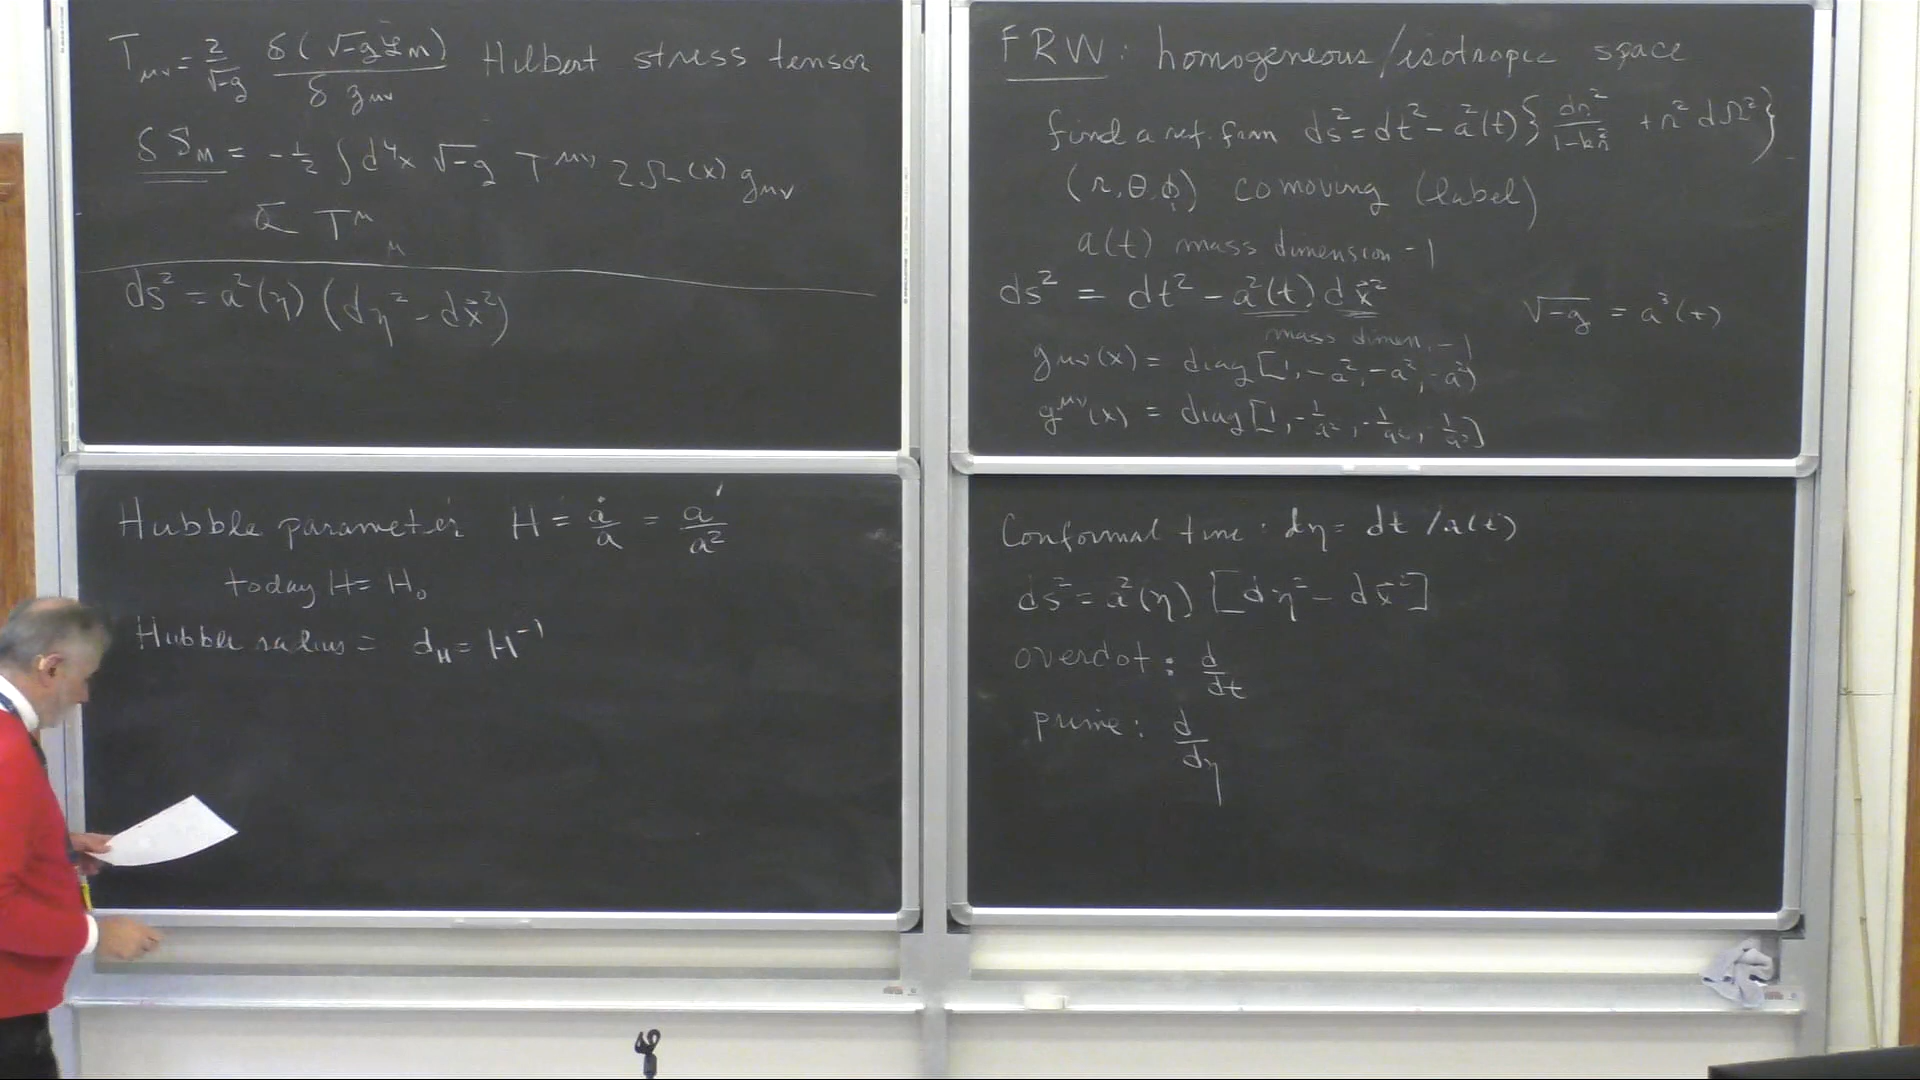 T_μν = 2/√-g δ(√-g ℒ_M)/δ g_μν Hilbert stress tensor
δS_M = -1/2 ∫ d⁴x √-g T^μν 2Ω(x) g_μν
α T^μ_μ
ds² = a²(η) (dη² - dx⃗²)
Hubble parameter H = ȧ/a = a′/a²
today H = H₀
Hubble radius = d_H = H⁻¹
FRW: homogeneous/isotropic space
find a ref. fram ds² = dt² - a²(t) { dr²/1-kr² + r² dΩ² }
(r, θ, φ) comoving (label)
a(t) mass dimension -1
ds² = dt² - a²(t) dx⃗²
mass dimen. -1
√-g = a³(t)
g_μν(x) = diag [1, -a², -a², -a²)
g^μν(x) = diag [1, -1/a², -1/a², -1/a²]
Conformal time: dη = dt /a(t)
ds² = a²(η) [dη² - dx⃗²]
overdot: d/dt
prime: d/dη